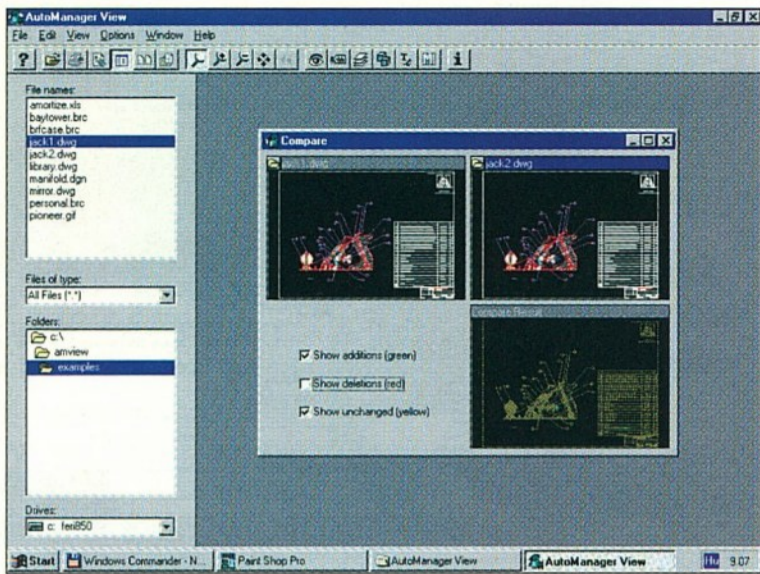 AutoManager View
File Edit View Options Window Help
File names:
amortize.xls
baytower.brc
brfcase.brc
jack1.dwg
jack2.dwg
library.dwg
manifold.dgn
mirror.dwg
personal.brc
pioneer.gif
Files of type:
All Files (*.*)
Folders:
c:\
amview
examples
Drives:
c: feri850
Compare
jack1.dwg
jack2.dwg
Compare Result
Show additions (green)
Show deletions (red)
Show unchanged (yellow)
Start
Windows Commander - N...
Paint Shop Pro
AutoManager View
AutoManager View
Hu
9.07